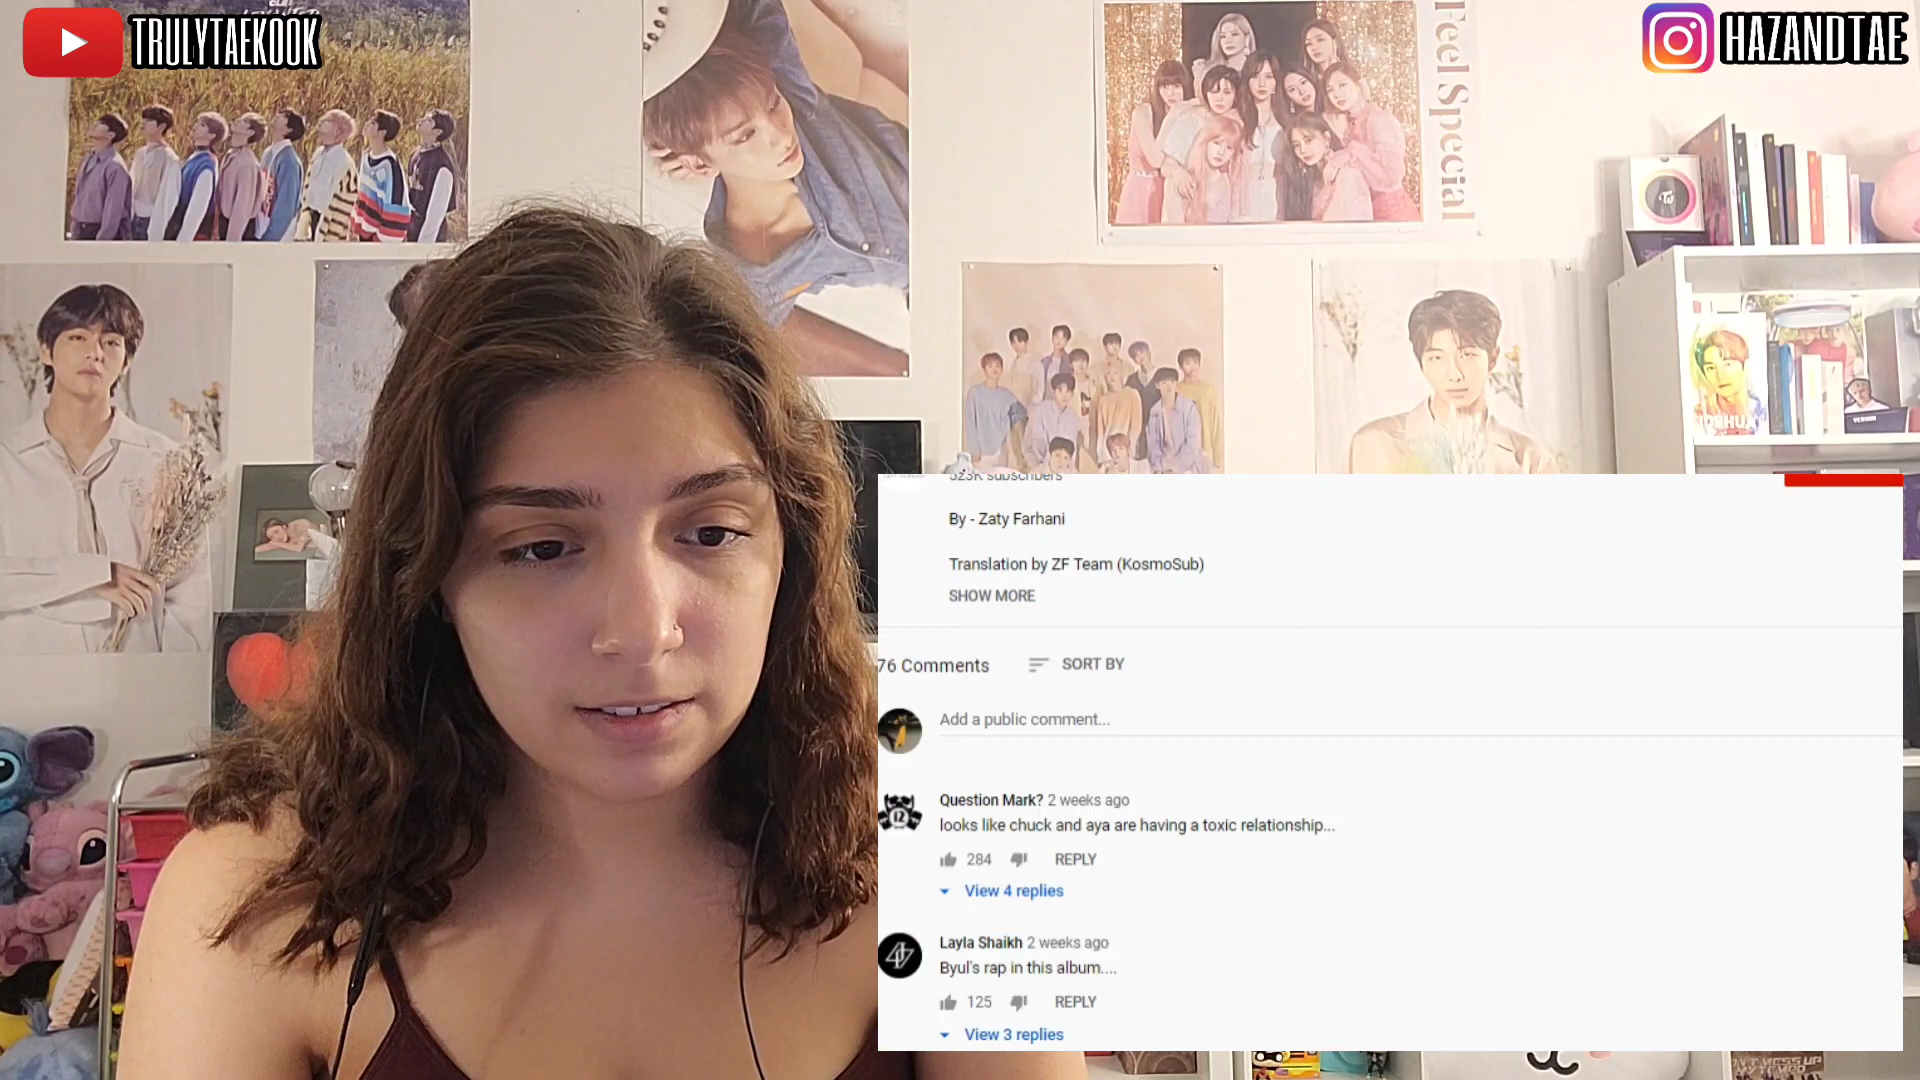 TRULYTAEKOOK
HAZANDTAE
Feel Special
523K subscribers
By - Zaty Farhani
Translation by ZF Team (KosmoSub)
SHOW MORE
76 Comments
SORT BY
Add a public comment...
Question Mark? 2 weeks ago
looks like chuck and aya are having a toxic relationship...
284
REPLY
View 4 replies
Layla Shaikh 2 weeks ago
Byul's rap in this album....
125
REPLY
View 3 replies